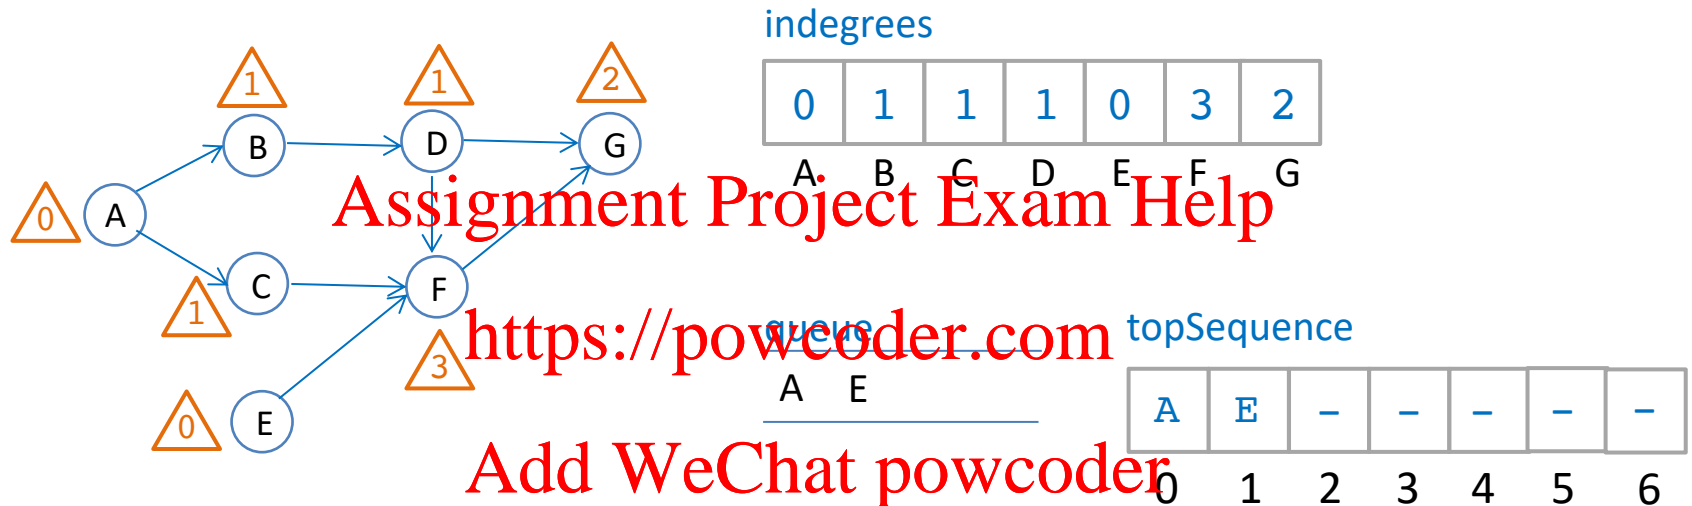 indegrees
1 1 2
0 1 1 1 0 3 2
B D G
A B C D E F G
0 A
Assignment Project Exam Help
C F
1
https://powcoder.com
queue
topSequence
3
A E
A E – – – – –
0 E
Add WeChat powcoder
0 1 2 3 4 5 6